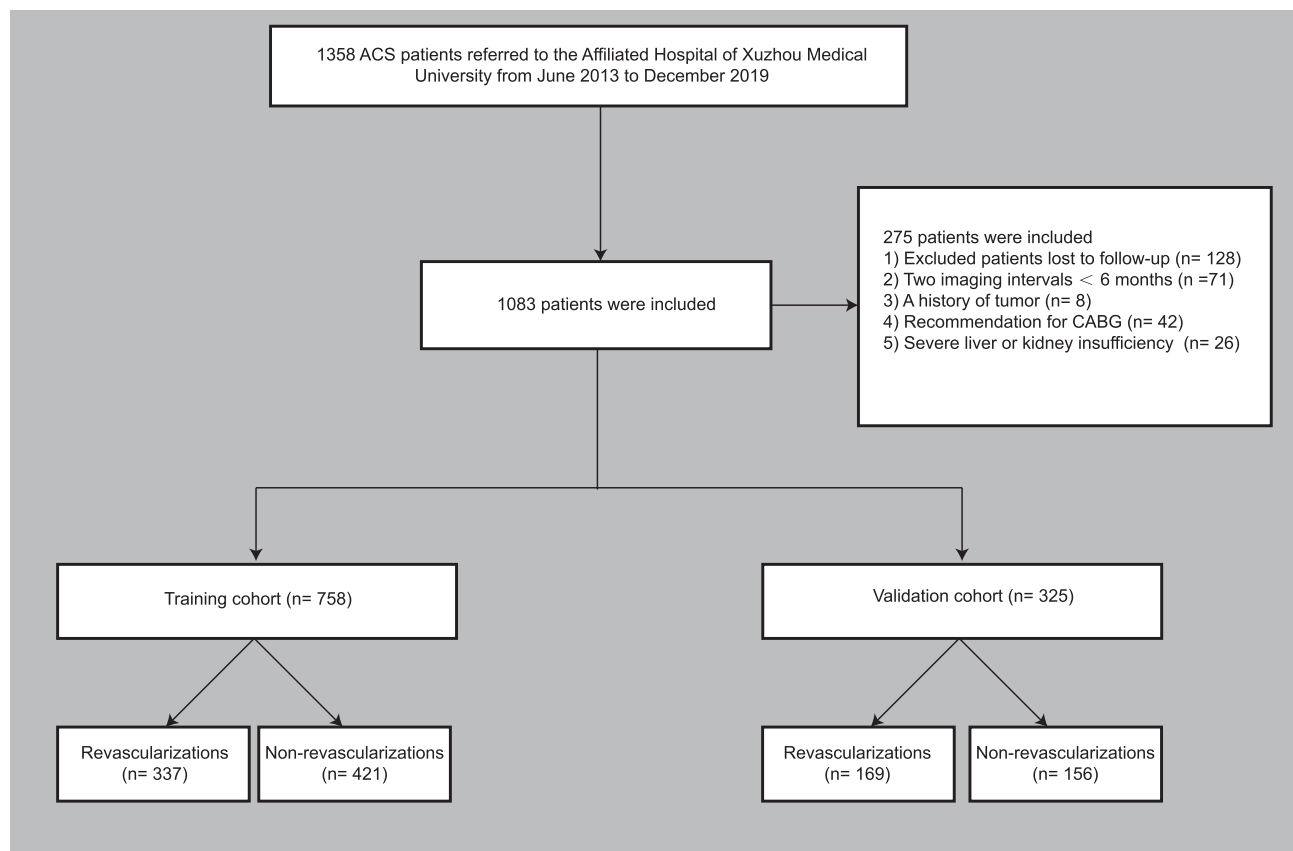 1358 ACS patients referred to the Affiliated Hospital of Xuzhou Medical
University from June 2013 to December 2019
275 patients were included
1) Excluded patients lost to follow-up (n= 128)
2) Two imaging intervals < 6 months (n =71)
3) A history of tumor (n= 8)
4) Recommendation for CABG (n= 42)
5) Severe liver or kidney insufficiency (n= 26)
1083 patients were included
Training cohort (n= 758)
Validation cohort (n= 325)
Revascularizations
(n= 337)
Non-revascularizations
(n= 421)
Revascularizations
(n= 169)
Non-revascularizations
(n= 156)